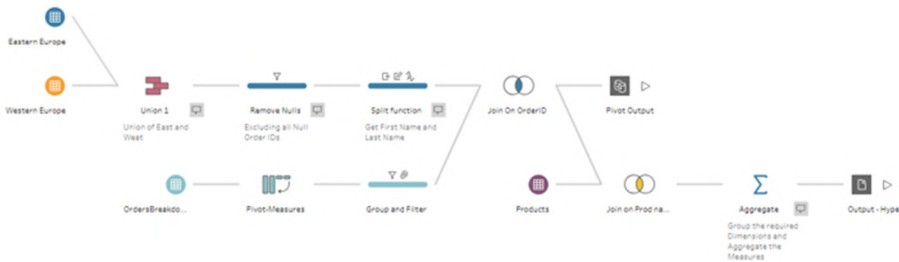 Eastern Europe
Western Europe
Union 1
Union of East and
Weat
Remove Nulls
Excluding all Null
Order IDs
Split function
Get First Name and
Last Name
Join On OrderID
Pivot Output
OrdersBreakdo...
Pivot-Measures
Group and Filter
Products
Join on Prod na...
Aggregate
Group the required
Dimensions and
Aggregate the
Measures
Output - Hype